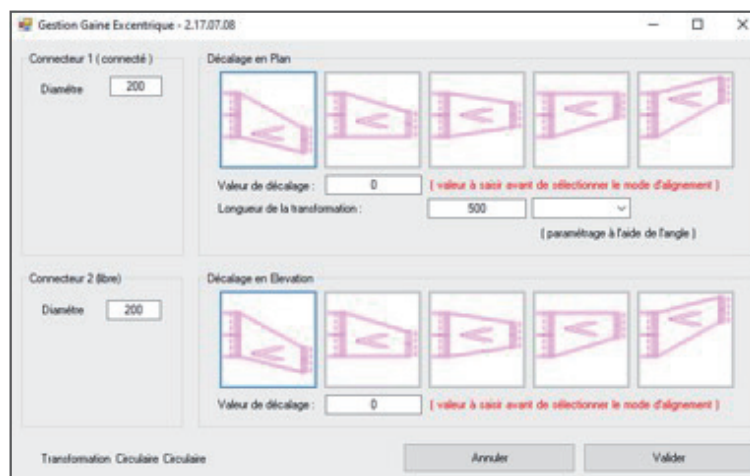 Gestion Gaine Excentrique - 2.17.07.08
Connecteur 1 ( connecté )
Diamétre 200
Décalage en Plan
Valeur de décalage : 0 ( valeur à saisir avant de sélectionner le mode d'alignement )
Longueur de la transformation : 500
( paramétrage à l'aide de l'angle )
Connecteur 2 (libre)
Diamétre 200
Décalage en Elevation
Valeur de décalage : 0 ( valeur à saisir avant de sélectionner le mode d'alignement )
Transformation Circulaire Circulaire
Annuler
Valider